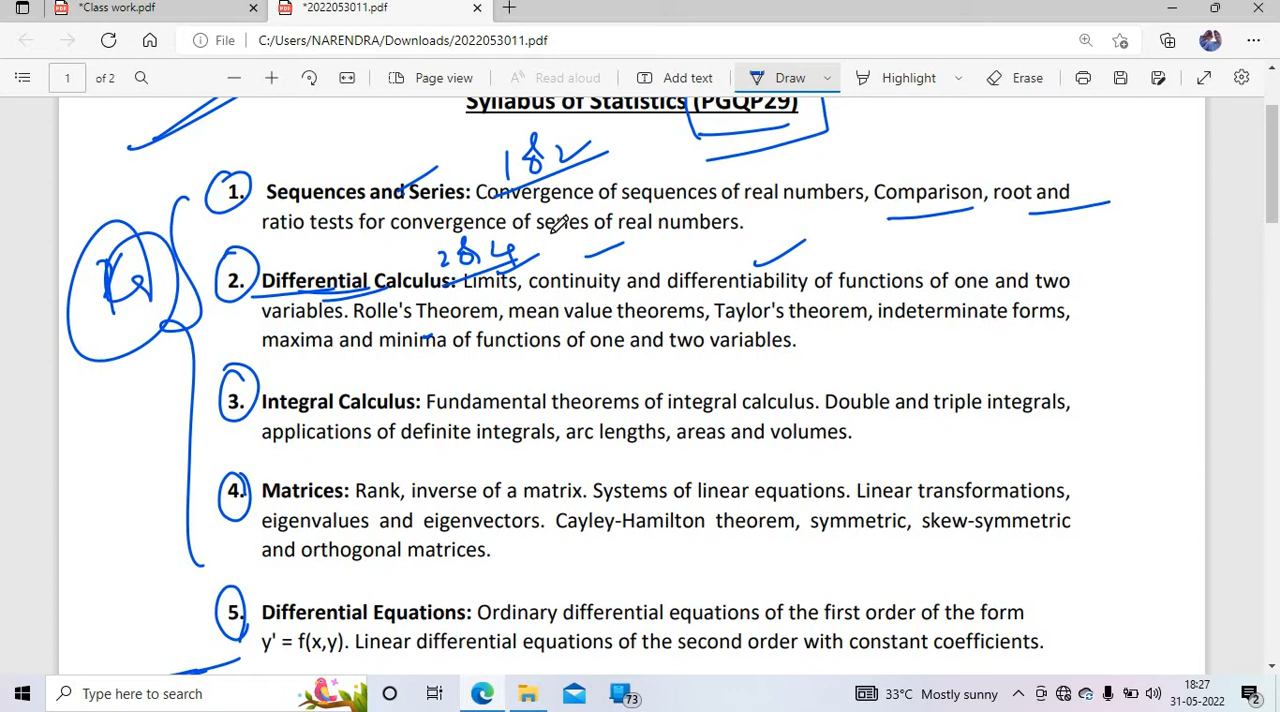 *Class work.pdf
*2022053011.pdf
File
C:/Users/NARENDRA/Downloads/2022053011.pdf
1
of 2
Page view
Read aloud
Add text
Draw
Highlight
Erase
Syllabus of Statistics (PGQP29)
1 & 2
1. Sequences and Series: Convergence of sequences of real numbers, Comparison, root and
ratio tests for convergence of series of real numbers.
2 & 4
2. Differential Calculus: Limits, continuity and differentiability of functions of one and two
variables. Rolle's Theorem, mean value theorems, Taylor's theorem, indeterminate forms,
maxima and minima of functions of one and two variables.
3. Integral Calculus: Fundamental theorems of integral calculus. Double and triple integrals,
applications of definite integrals, arc lengths, areas and volumes.
4. Matrices: Rank, inverse of a matrix. Systems of linear equations. Linear transformations,
eigenvalues and eigenvectors. Cayley-Hamilton theorem, symmetric, skew-symmetric
and orthogonal matrices.
5. Differential Equations: Ordinary differential equations of the first order of the form
y' = f(x,y). Linear differential equations of the second order with constant coefficients.
Type here to search
73
33°C Mostly sunny
18:27
31-05-2022
2